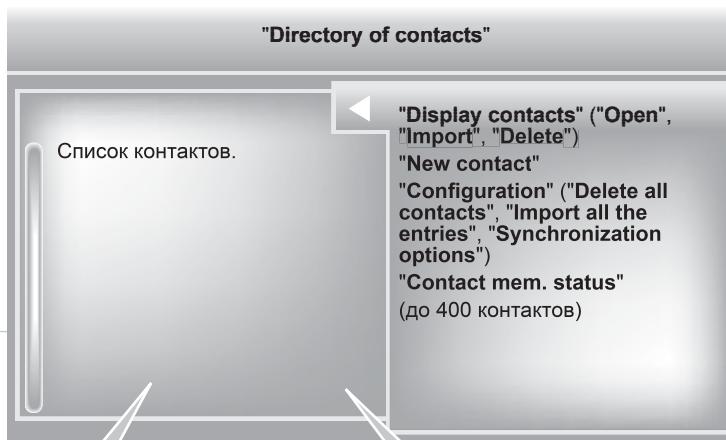 "Directory of contacts"
Список контактов.
"Display contacts" ("Open",
"Import", "Delete")
"New contact"
"Configuration" ("Delete all
contacts", "Import all the
entries", "Synchronization
options")
"Contact mem. status"
(до 400 контактов)